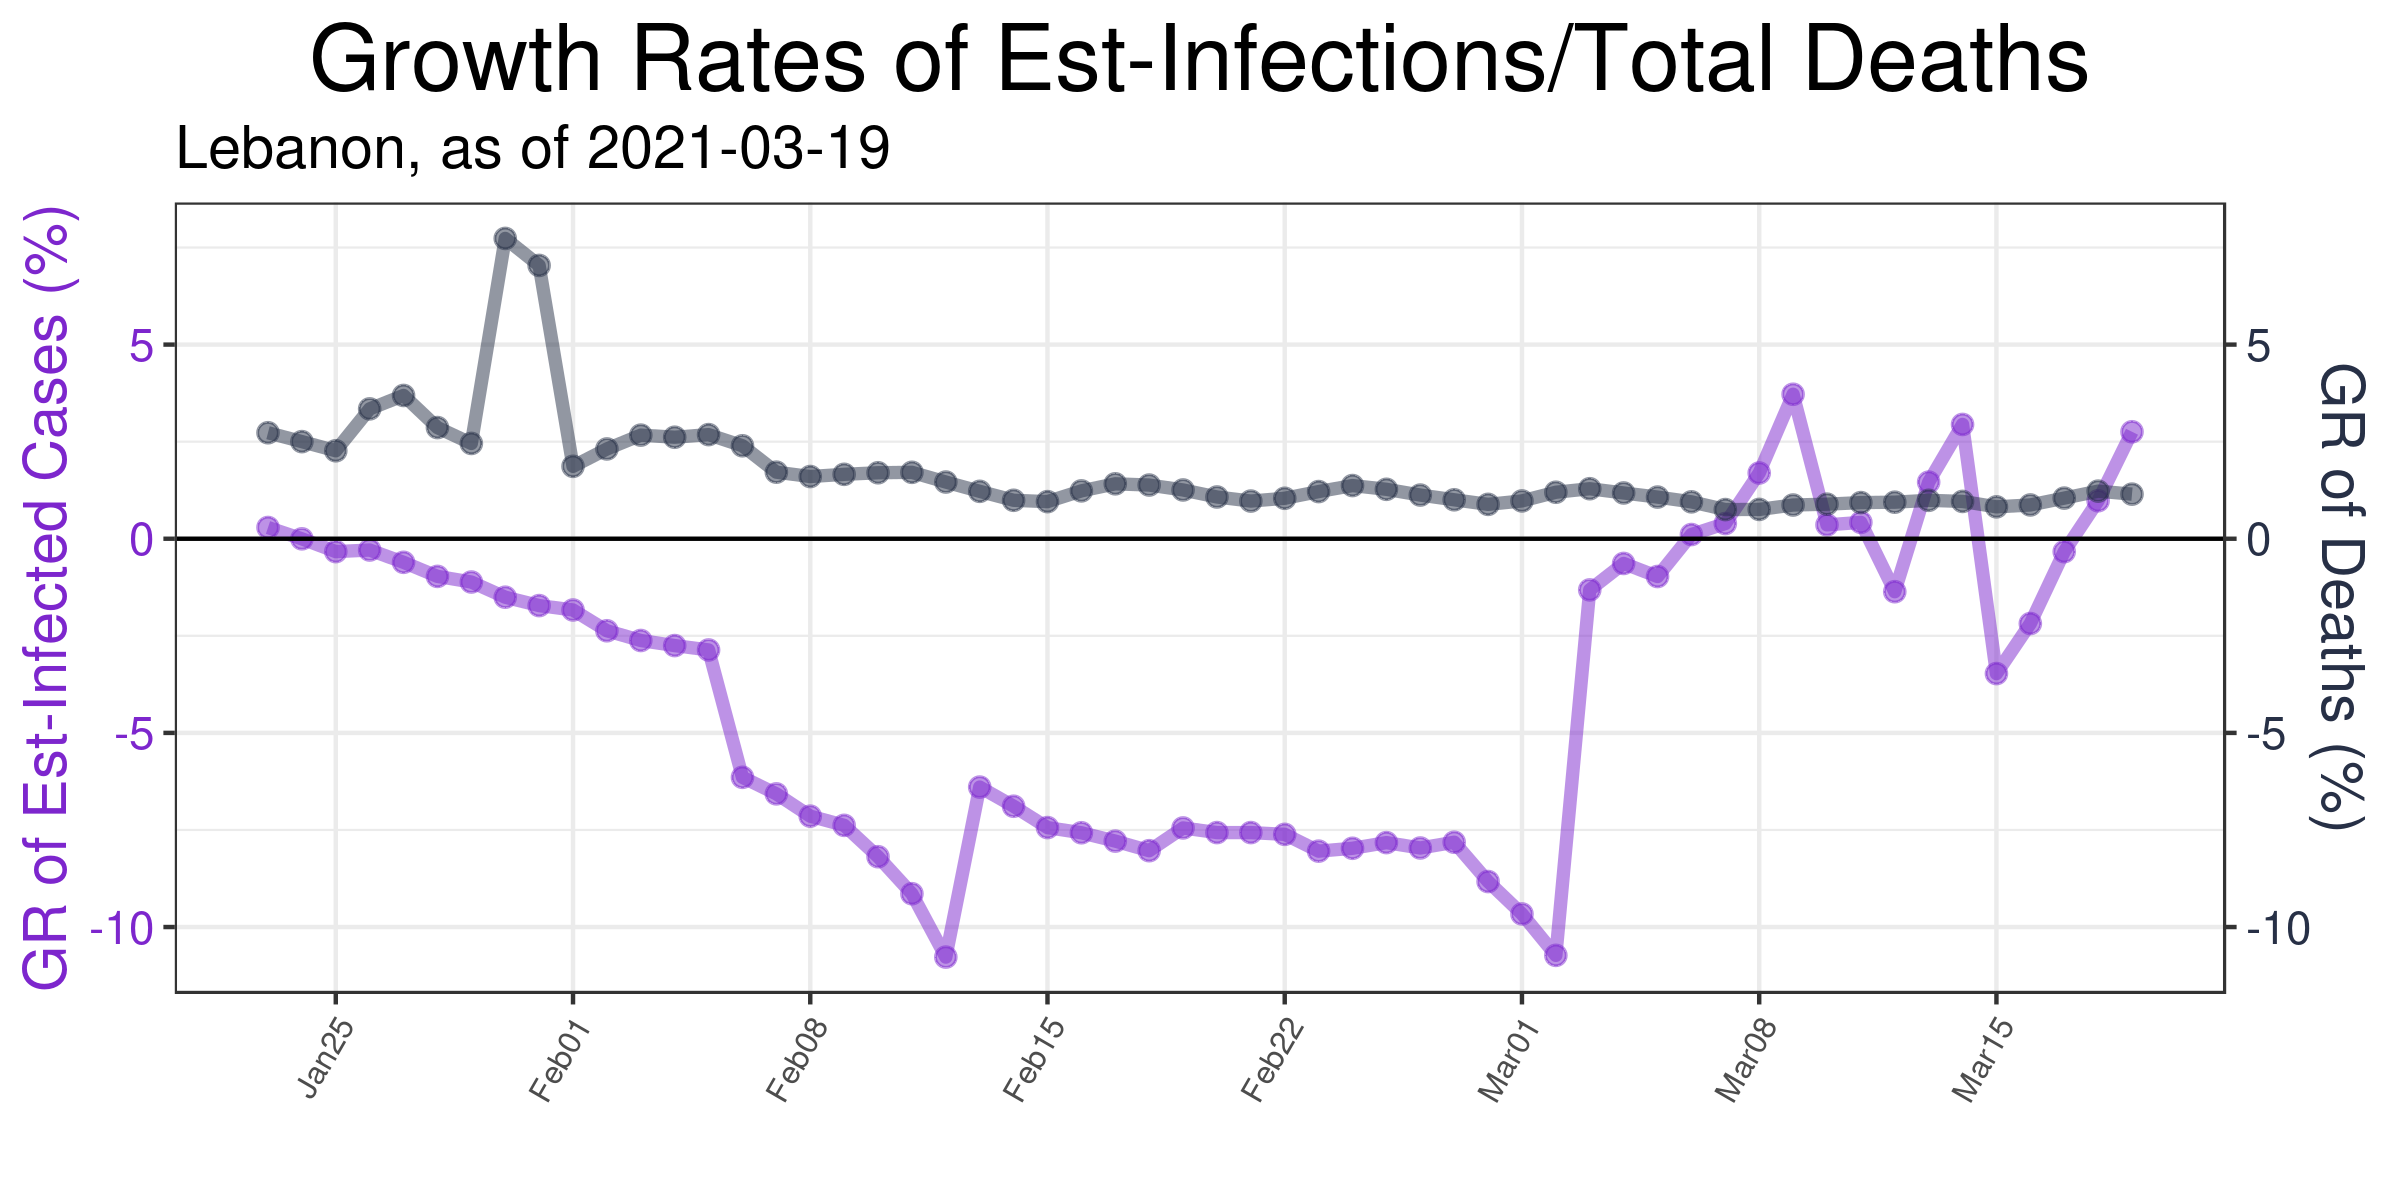 Growth Rates of Est-Infections/Total Deaths
Lebanon, as of 2021-03-19
GR of Est-Infected Cases (%)
5
0
-5
-10
5
0
-5
-10
GR of Deaths (%)
Jan25
Feb01
Feb08
Feb15
Feb22
Mar01
Mar08
Mar15